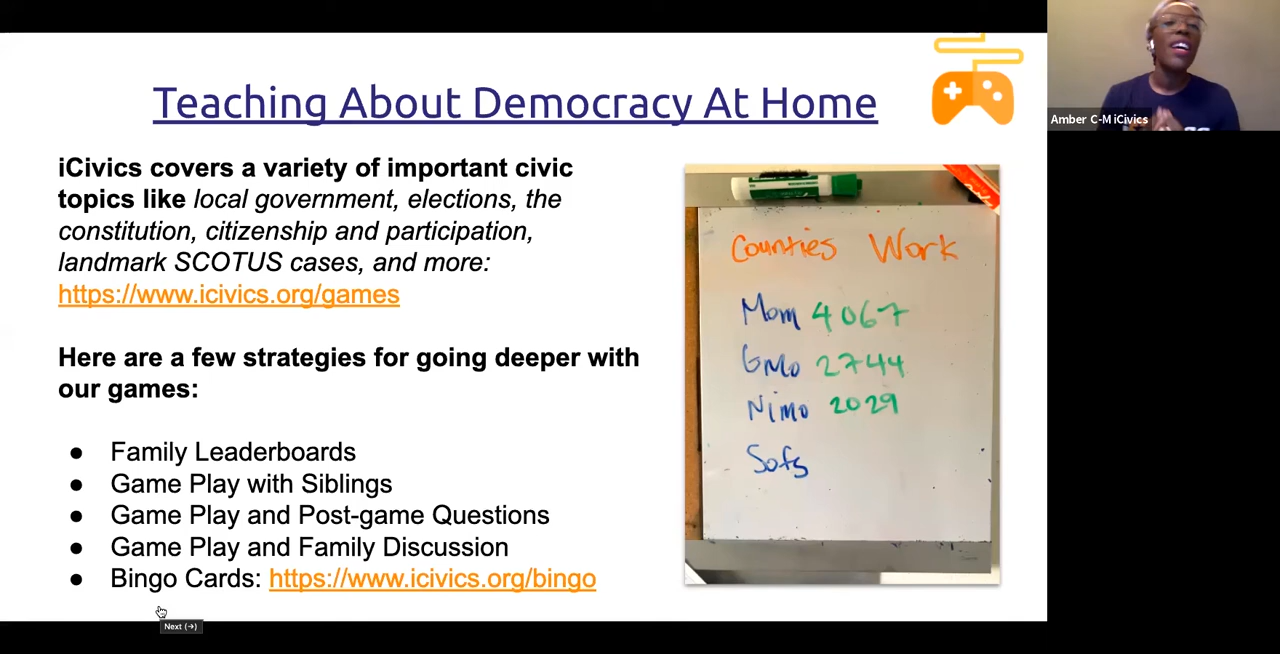 Teaching About Democracy At Home
iCivics covers a variety of important civic
topics like local government, elections, the
constitution, citizenship and participation,
landmark SCOTUS cases, and more:
https://www.icivics.org/games
Here are a few strategies for going deeper with
our games:
● Family Leaderboards
● Game Play with Siblings
● Game Play and Post-game Questions
● Game Play and Family Discussion
● Bingo Cards: https://www.icivics.org/bingo
Counties Work
Mom 4067
GMo 2744
Nimo 2029
Sofs
Amber C-M iCivics
Next (→)